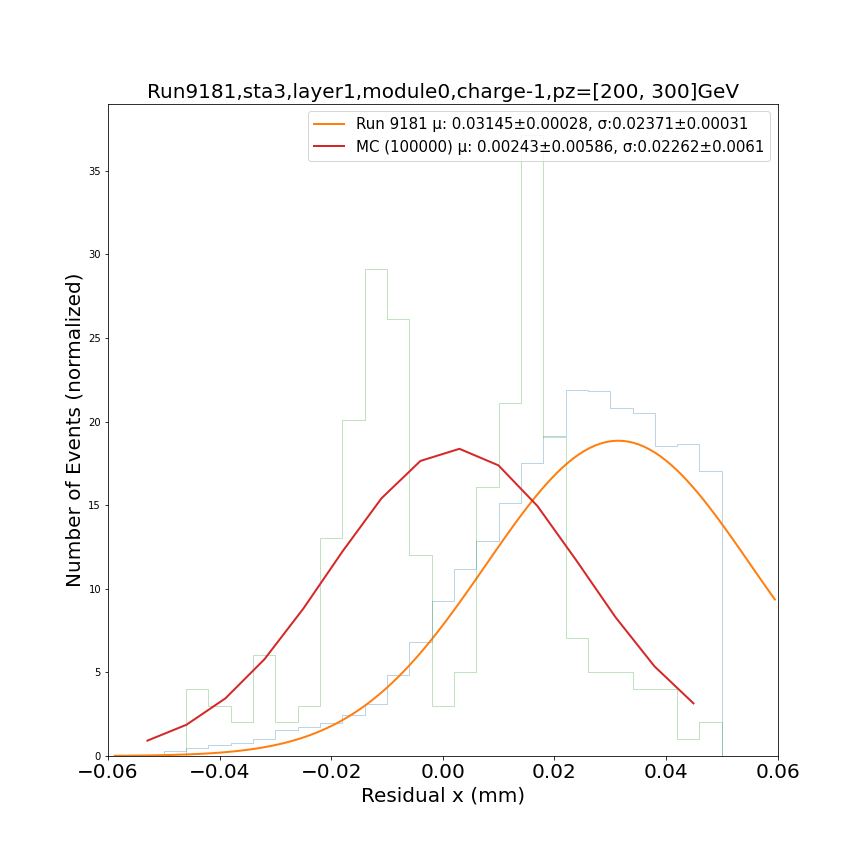 Run9181,sta3,layer1,module0,charge-1,pz=[200, 300]GeV
Run 9181 μ: 0.03145±0.00028, σ:0.02371±0.00031
MC (100000) μ: 0.00243±0.00586, σ:0.02262±0.0061
35
30
25
20
15
10
5
0
Number of Events (normalized)
−0.06 −0.04 −0.02 0.00 0.02 0.04 0.06
Residual x (mm)